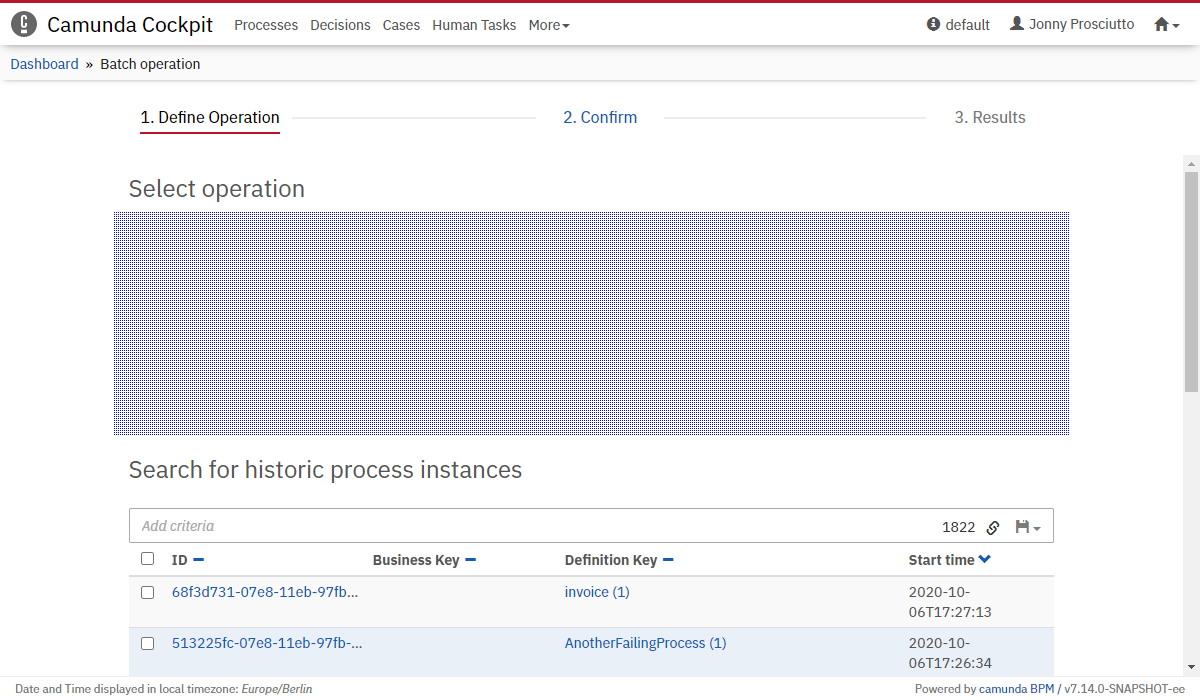 Camunda Cockpit Processes Decisions Cases Human Tasks More default Jonny Prosciutto
Dashboard » Batch operation
1. Define Operation 2. Confirm 3. Results
Select operation
Search for historic process instances
Add criteria 1822
ID Business Key Definition Key Start time
68f3d731-07e8-11eb-97fb... invoice (1) 2020-10-
06T17:27:13
513225fc-07e8-11eb-97fb-... AnotherFailingProcess (1) 2020-10-
06T17:26:34
Date and Time displayed in local timezone: Europe/Berlin Powered by camunda BPM / v7.14.0-SNAPSHOT-ee